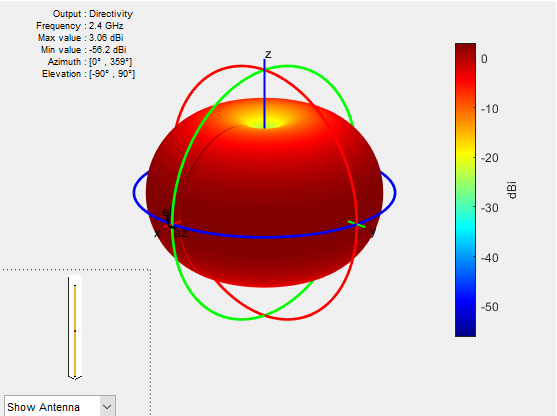 Output : Directivity
Frequency : 2.4 GHz
Max value : 3.06 dBi
Min value : -56.2 dBi
Azimuth : [0° , 359°]
Elevation : [-90° , 90°]
z
x
az
y
0
-10
-20
-30
-40
-50
dBi
Show Antenna